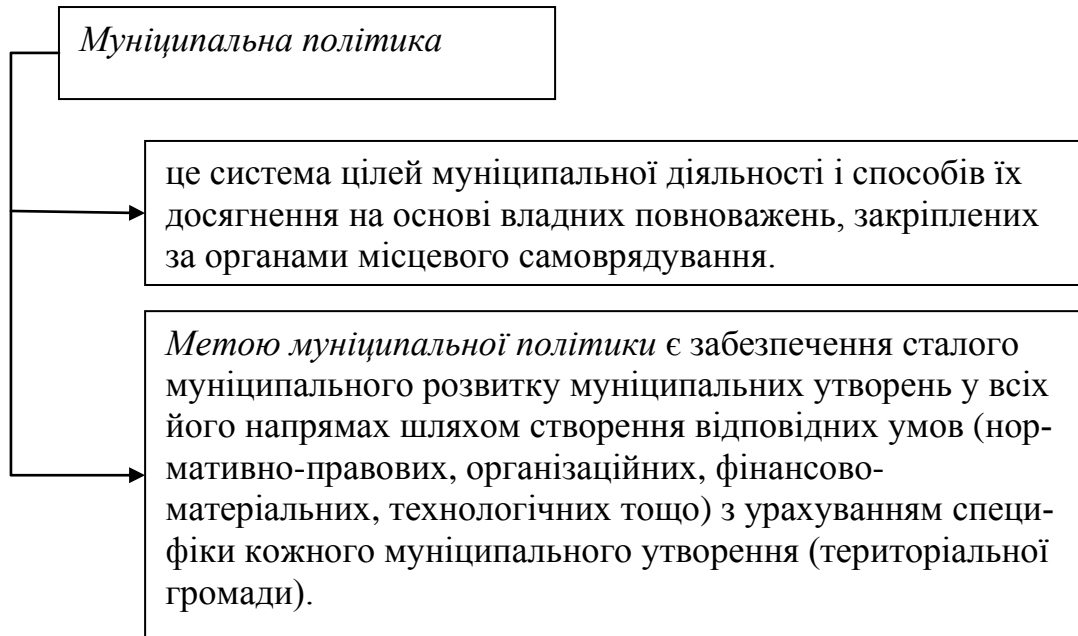 Муніципальна політика
це система цілей муніципальної діяльності і способів їх
досягнення на основі владних повноважень, закріплених
за органами місцевого самоврядування.
Метою муніципальної політики є забезпечення сталого
муніципального розвитку муніципальних утворень у всіх
його напрямах шляхом створення відповідних умов (нор-
мативно-правових, організаційних, фінансово-
матеріальних, технологічних тощо) з урахуванням специ-
фіки кожного муніципального утворення (територіальної
громади).